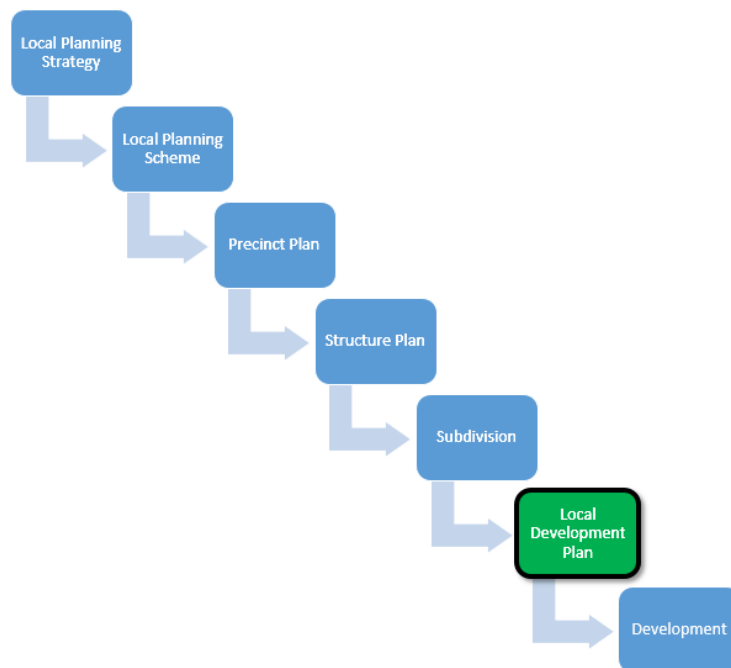 Local Planning
Strategy
Local Planning
Scheme
Precinct Plan
Structure Plan
Subdivision
Local
Development
Plan
Development